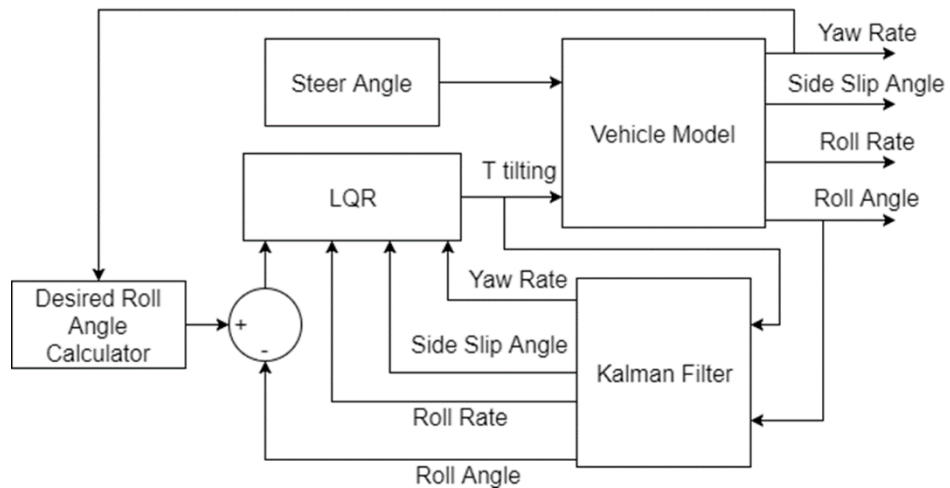 Yaw Rate
Steer Angle
Side Slip Angle
Vehicle Model
Roll Rate
T tilting
LQR
Roll Angle
Yaw Rate
Desired Roll
Angle
Calculator
+
-
Side Slip Angle
Kalman Filter
Roll Rate
Roll Angle